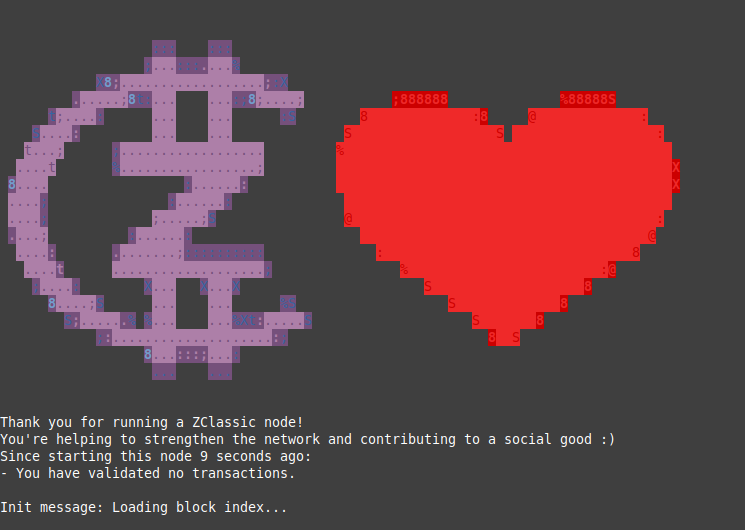 Thank you for running a ZClassic node!
You're helping to strengthen the network and contributing to a social good :)
Since starting this node 9 seconds ago:
- You have validated no transactions.
Init message: Loading block index...